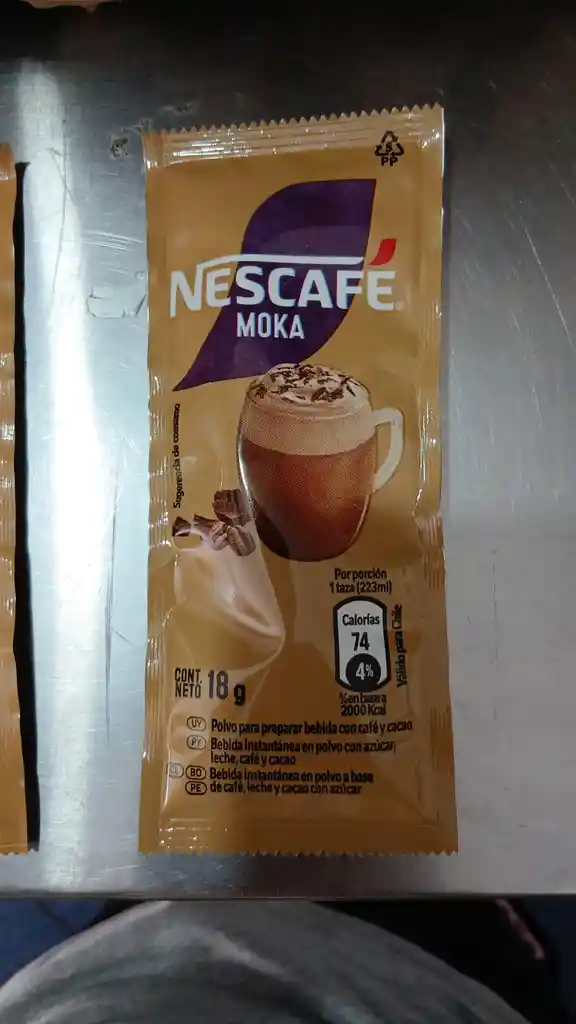 5
PP
NESCAFÉ®
MOKA
Sugerencia de consumo
Por porción
1 taza (223ml)
Calorías
74
4%
Válido para Chile
%en base a
2000 Kcal
CONT.
NETO 18 g
UY Polvo para preparar bebida con café y cacao
PY Bebida Instantánea en polvo con azúcar,
leche, café y cacao
CL BO Bebida instantánea en polvo a base
PE de café, leche y cacao con azúcar